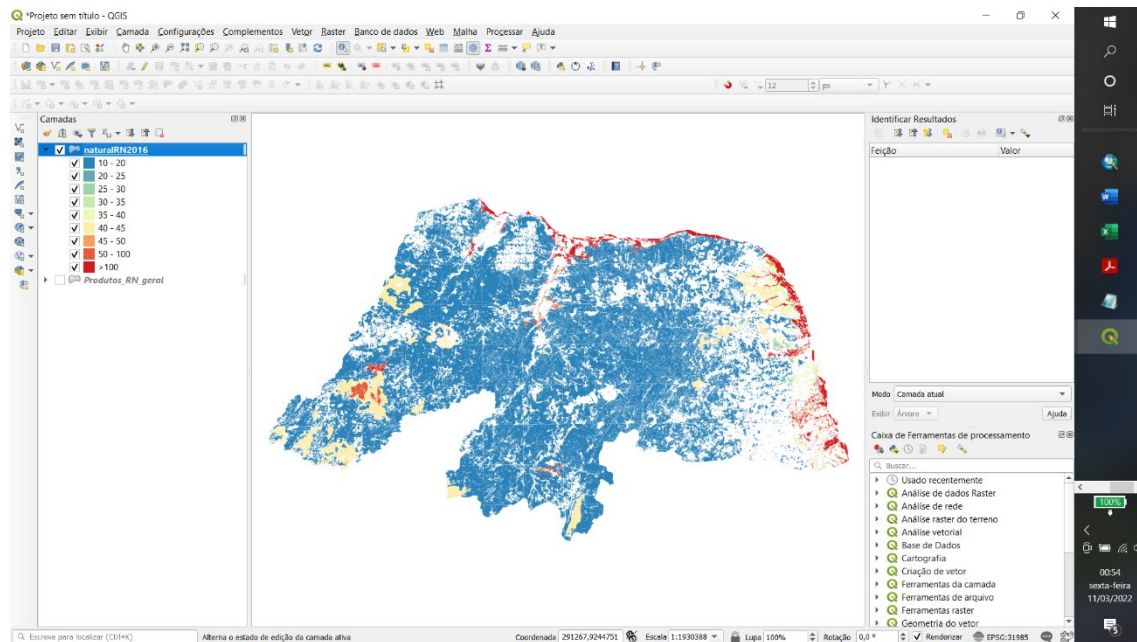 *Projeto sem título - QGIS
Projeto Editar Exibir Camada Configurações Complementos Vetor Raster Banco de dados Web Malha Processar Ajuda
12 px
Camadas
naturalRN2016
10 - 20
20 - 25
25 - 30
30 - 35
35 - 40
40 - 45
45 - 50
50 - 100
>100
Produtos_RN_geral
Identificar Resultados
Feição Valor
Modo Camada atual
Exibir Árvore Ajuda
Caixa de Ferramentas de processamento
Buscar...
Usado recentemente
Análise de dados Raster
Análise de rede
Análise raster do terreno
Análise vetorial
Base de Dados
Cartografia
Criação de vetor
Ferramentas da camada
Ferramentas de arquivo
Ferramentas raster
Geometria do vetor
Escreva para localizar (Ctrl+K) Alterna o estado de edição da camada ativa Coordenada 291267,9244751 Escala 1:1930388 Lupa 100% Rotação 0,0 ° Renderizar EPSG:31985
100%
00:54
sexta-feira
11/03/2022
5